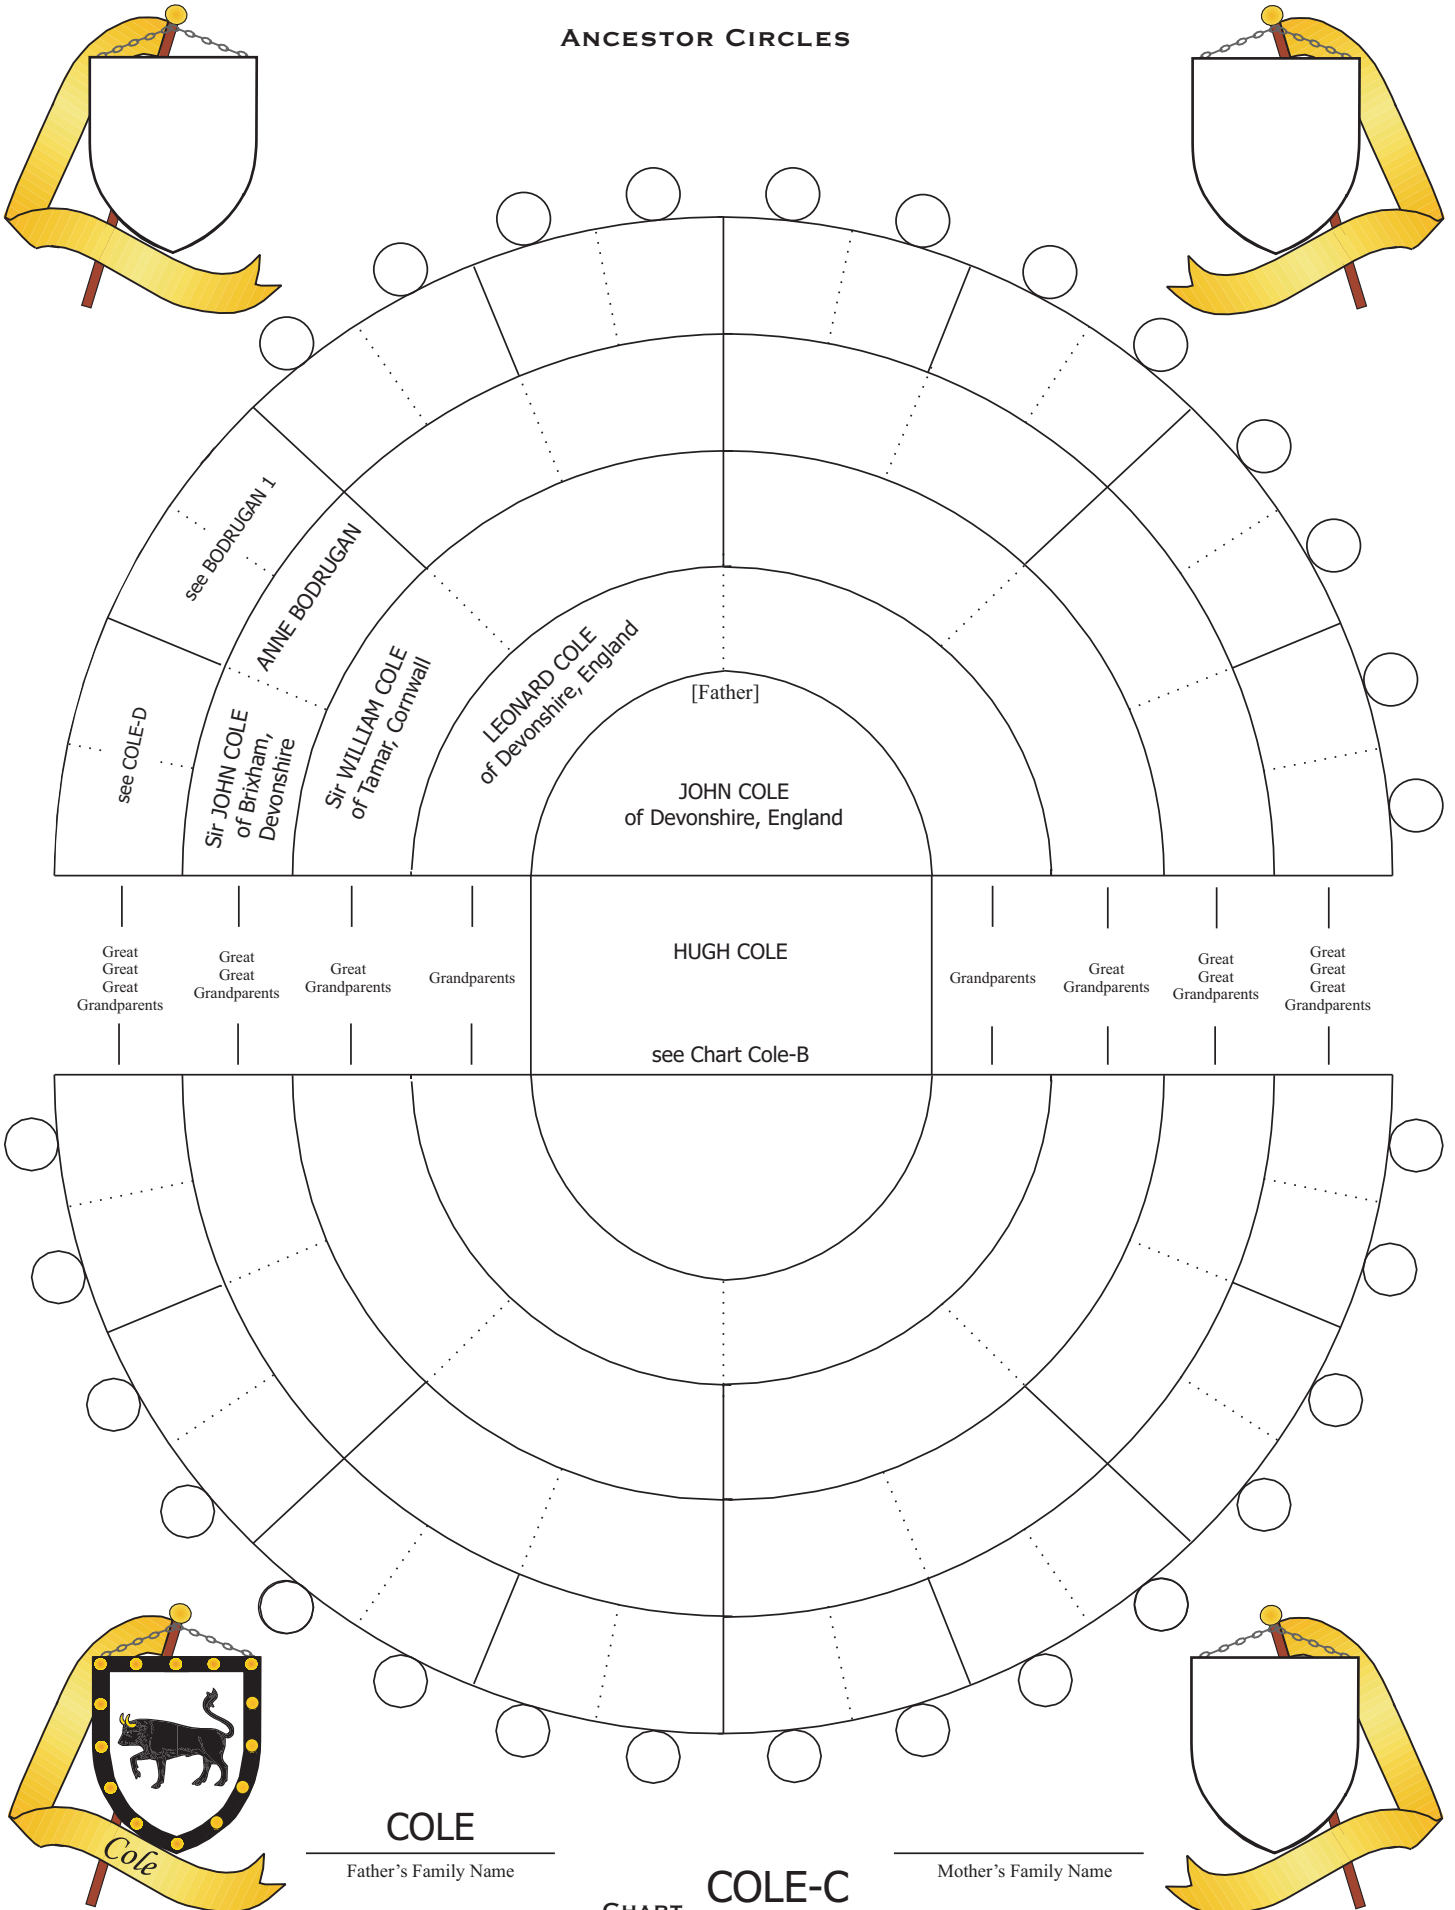 ANCESTOR CIRCLES
see BODRUGAN 1
ANNE BODRUGAN
see COLE-D
Sir JOHN COLE
of Brixham,
Devonshire
Sir WILLIAM COLE
of Tamar, Cornwall
LEONARD COLE
of Devonshire, England
[Father]
JOHN COLE
of Devonshire, England
Great
Great
Great
Grandparents
Great
Great
Grandparents
Great
Grandparents
Grandparents
HUGH COLE
see Chart Cole-B
Grandparents
Great
Grandparents
Great
Great
Grandparents
Great
Great
Great
Grandparents
Cole
COLE
Father's Family Name
Mother's Family Name
CHART COLE-C